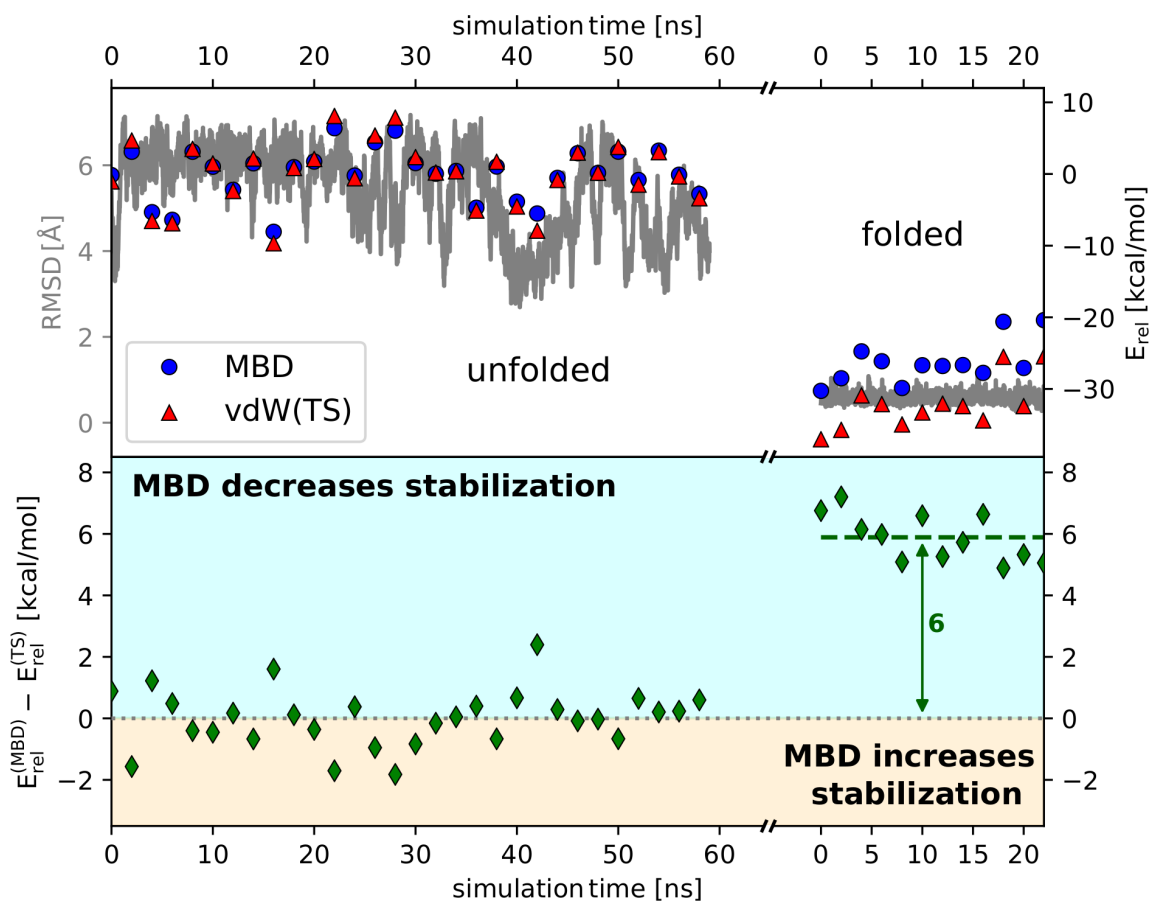 simulation time [ns]
0 10 20 30 40 50 60 0 10 20
RMSD [Å]
6
4
2
0
10
0
−10
−20
−30
E_rel [kcal/mol]
folded
unfolded
MBD
vdW(TS)
MBD decreases stabilization
E_rel^(MBD) − E_rel^(TS) [kcal/mol]
8
6
4
2
0
−2
8
6
4
2
0
−2
6
MBD increases
stabilization
0 10 20 30 40 50 60 0 5 10 15 20
simulation time [ns]